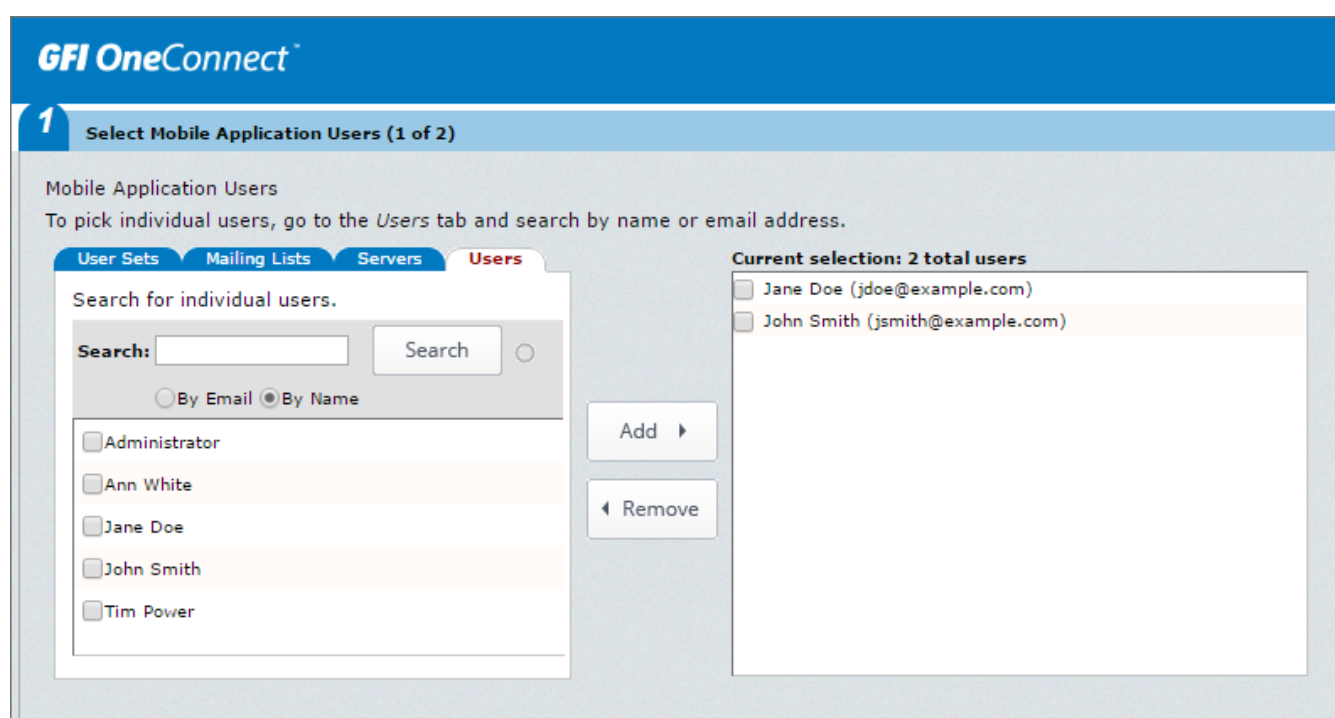 GFI OneConnect™
1
Select Mobile Application Users (1 of 2)
Mobile Application Users
To pick individual users, go to the Users tab and search by name or email address.
User Sets Mailing Lists Servers Users
Search for individual users.
Search: Search
By Email By Name
Administrator
Ann White
Jane Doe
John Smith
Tim Power
Add
Remove
Current selection: 2 total users
Jane Doe (jdoe@example.com)
John Smith (jsmith@example.com)